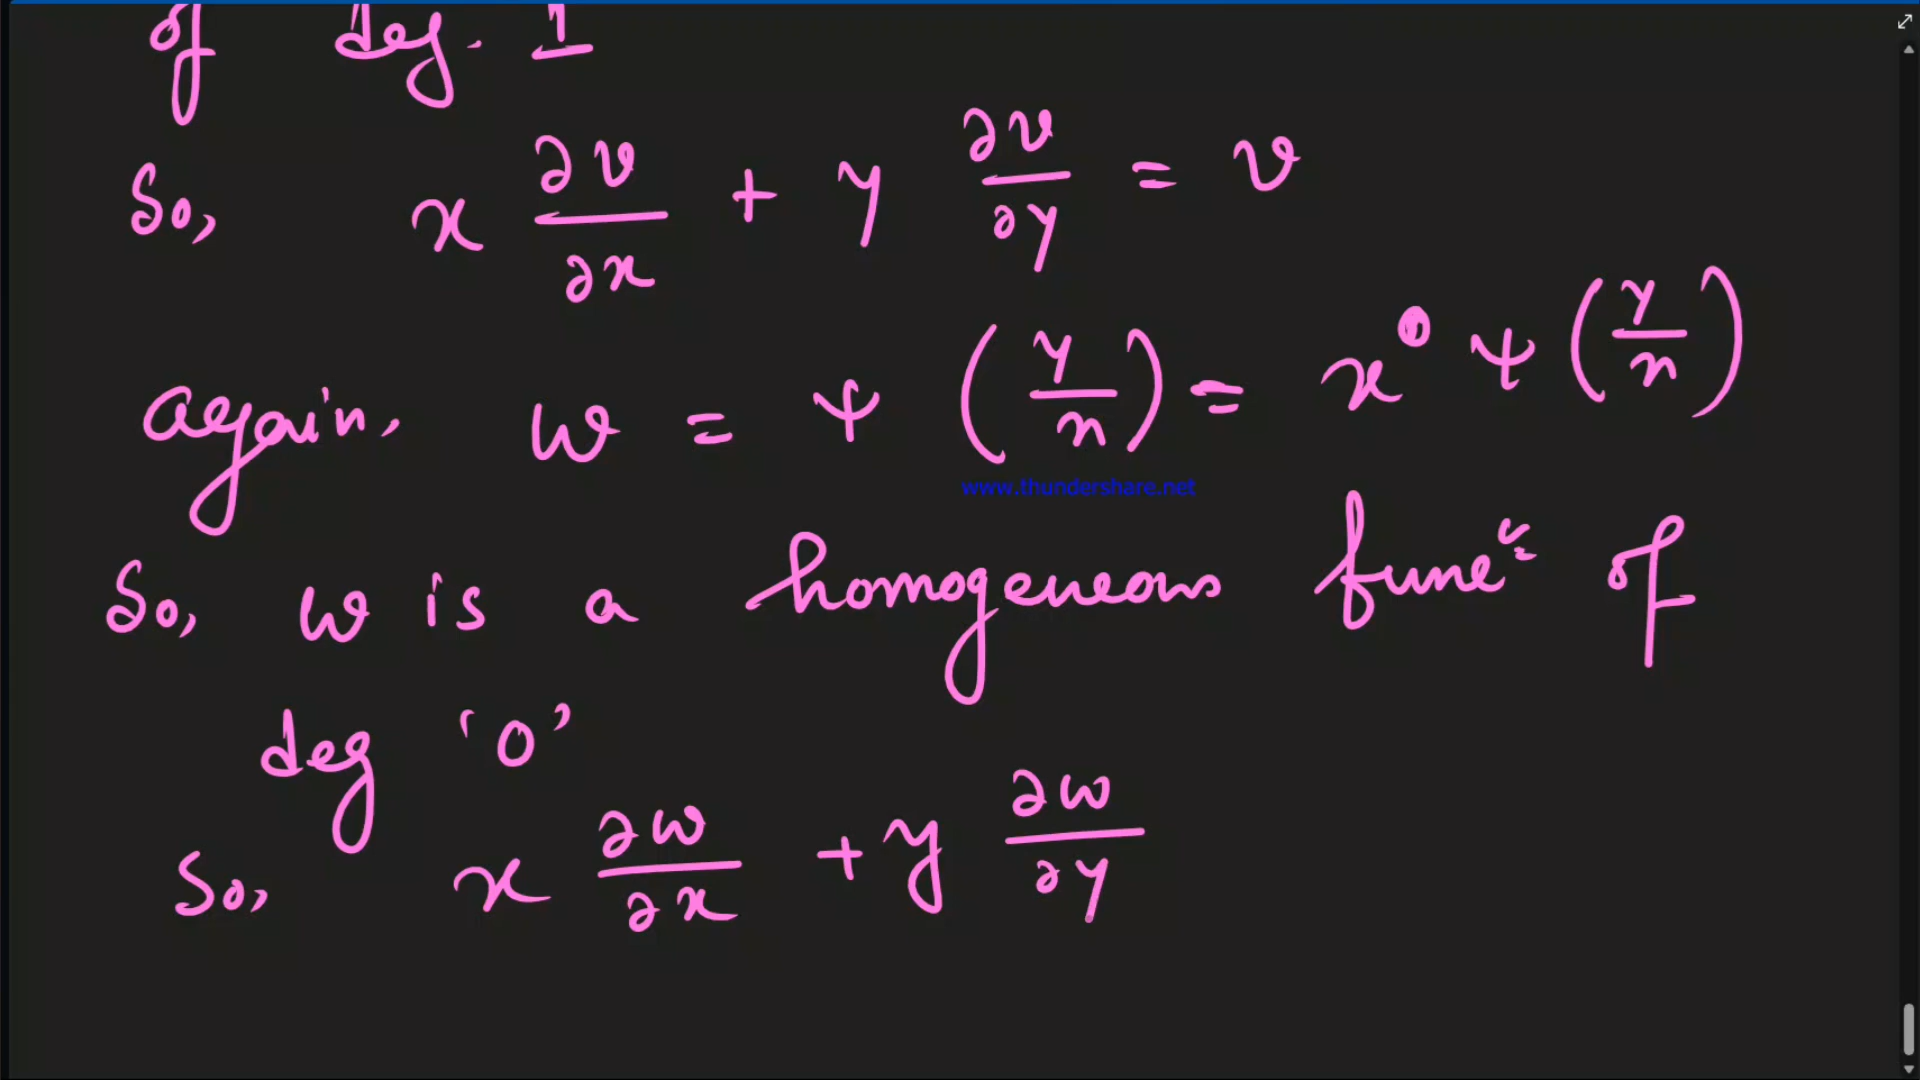 of deg. 1
So, x ∂v/∂x + y ∂v/∂y = v
again, w = ψ (y/x) = x⁰ ψ (y/x)
www.thundershare.net
So, w is a homogeneous funcⁿ of
deg '0'
So, x ∂w/∂x + y ∂w/∂y